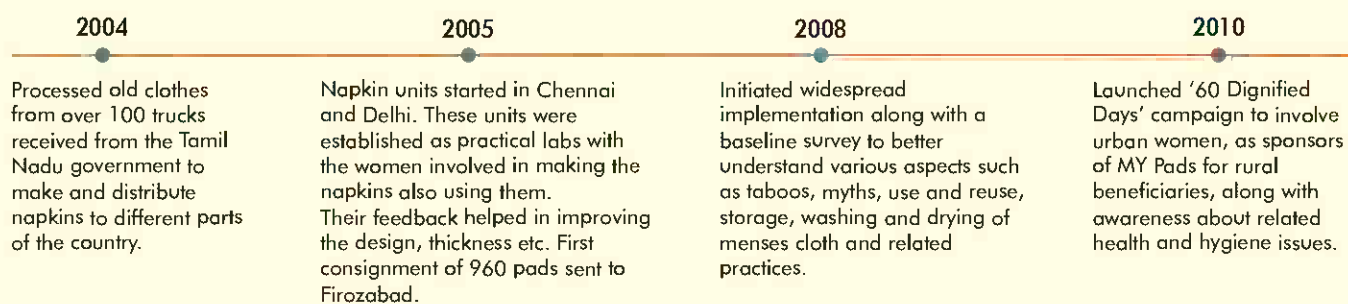 2004
Processed old clothes
from over 100 trucks
received from the Tamil
Nadu government to
make and distribute
napkins to different parts
of the country.
2005
Napkin units started in Chennai
and Delhi. These units were
established as practical labs with
the women involved in making the
napkins also using them.
Their feedback helped in improving
the design, thickness etc. First
consignment of 960 pads sent to
Firozabad.
2008
Initiated widespread
implementation along with a
baseline survey to better
understand various aspects such
as taboos, myths, use and reuse,
storage, washing and drying of
menses cloth and related
practices.
2010
Launched '60 Dignified
Days' campaign to involve
urban women, as sponsors
of MY Pads for rural
beneficiaries, along with
awareness about related
health and hygiene issues.